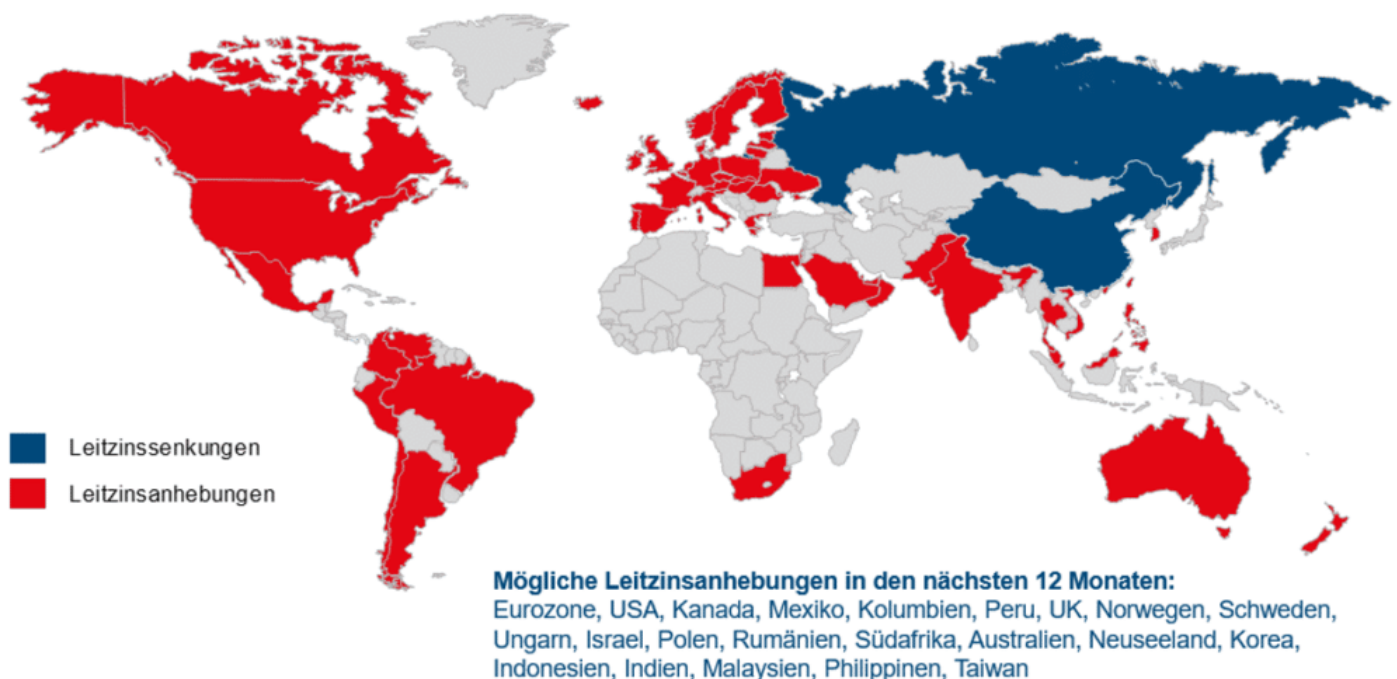 Leitzinssenkungen
Leitzinsanhebungen
Mögliche Leitzinsanhebungen in den nächsten 12 Monaten:
Eurozone, USA, Kanada, Mexiko, Kolumbien, Peru, UK, Norwegen, Schweden,
Ungarn, Israel, Polen, Rumänien, Südafrika, Australien, Neuseeland, Korea,
Indonesien, Indien, Malaysien, Philippinen, Taiwan